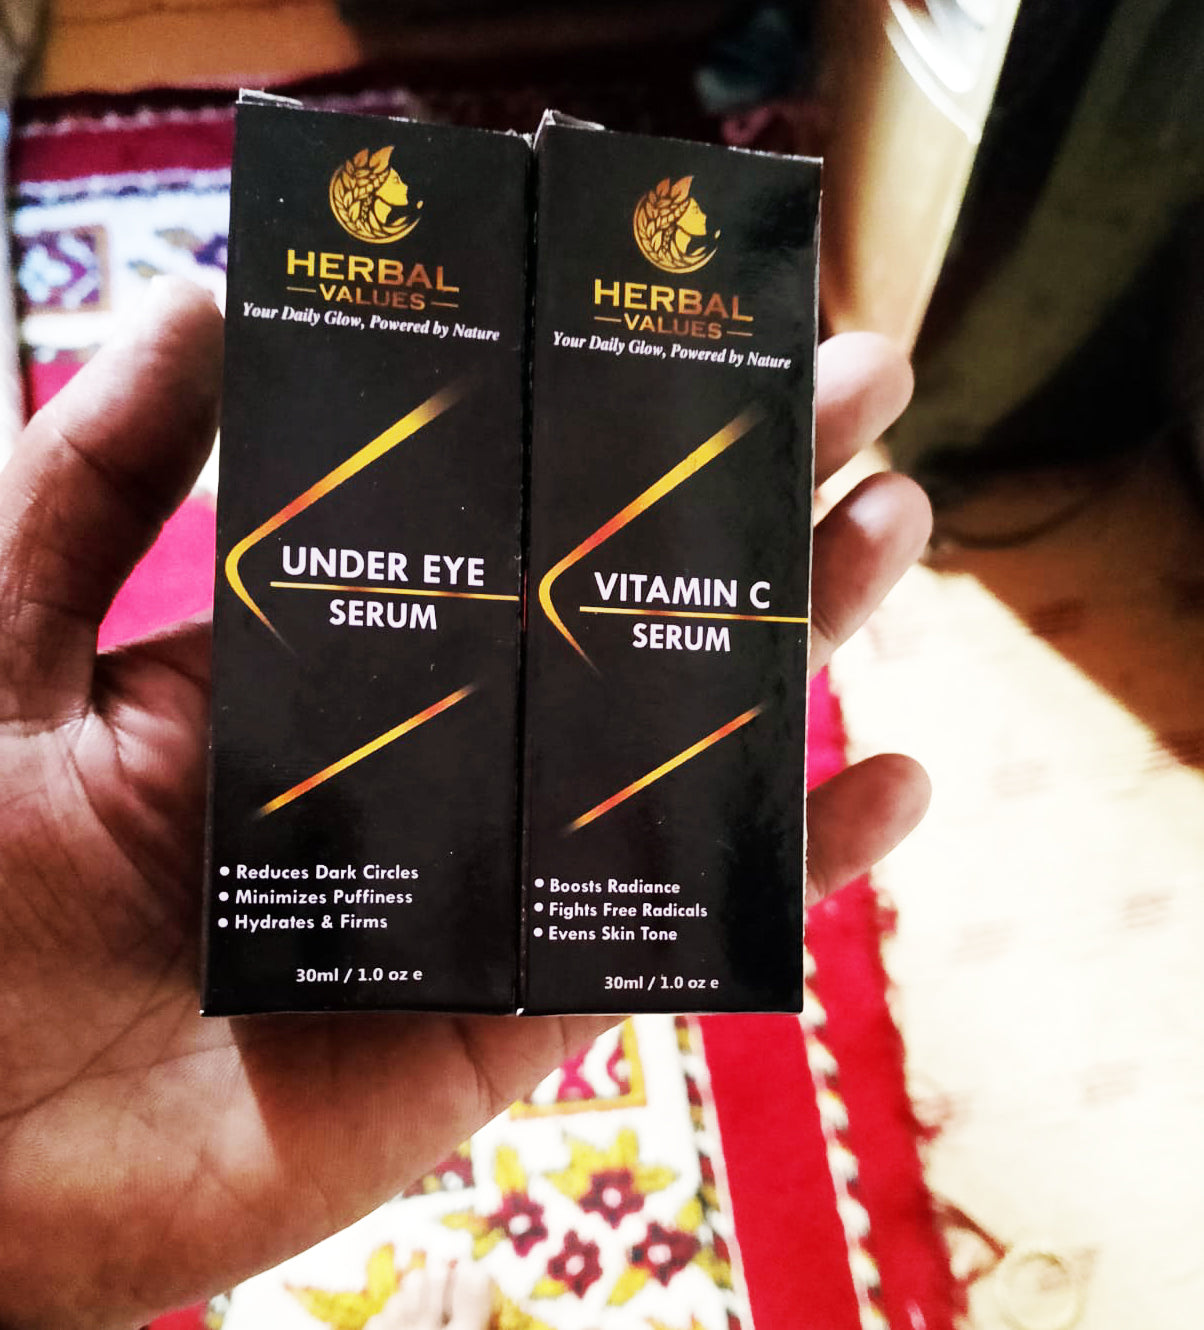 HERBAL
VALUES
Your Daily Glow, Powered by Nature
UNDER EYE
SERUM
• Reduces Dark Circles
• Minimizes Puffiness
• Hydrates & Firms
30ml / 1.0 oz e
HERBAL
VALUES
Your Daily Glow, Powered by Nature
VITAMIN C
SERUM
• Boosts Radiance
• Fights Free Radicals
• Evens Skin Tone
30ml / 1.0 oz e